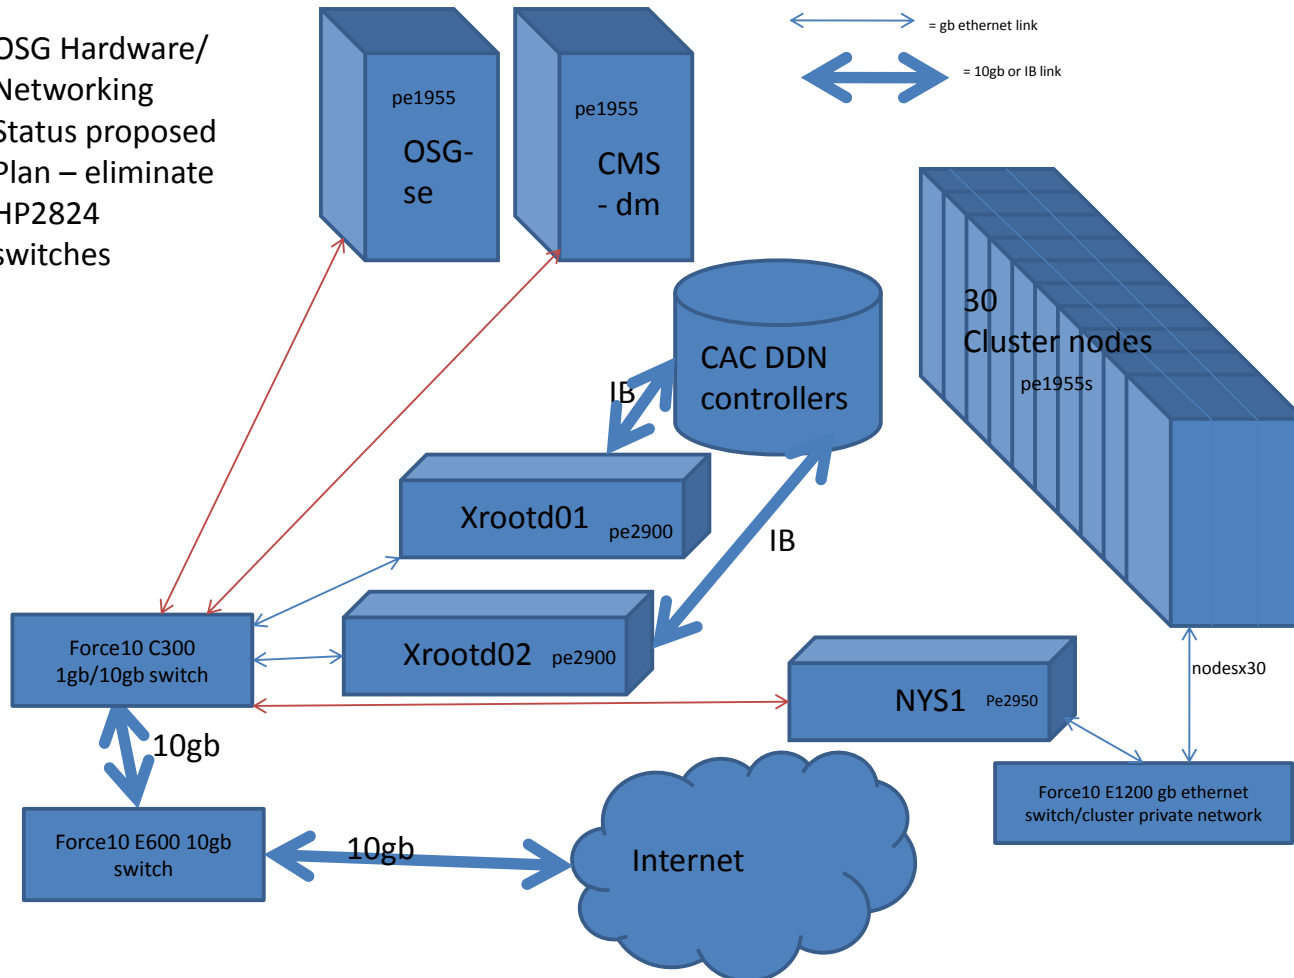 OSG Hardware/
Networking
Status proposed
Plan – eliminate
HP2824
switches
= gb ethernet link
= 10gb or IB link
pe1955
OSG-
se
pe1955
CMS
- dm
30
Cluster nodes
pe1955s
CAC DDN
controllers
IB
IB
Xrootd01 pe2900
Xrootd02 pe2900
Force10 C300
1gb/10gb switch
NYS1 Pe2950
nodesx30
10gb
Force10 E1200 gb ethernet
switch/cluster private network
Force10 E600 10gb
switch
10gb
Internet